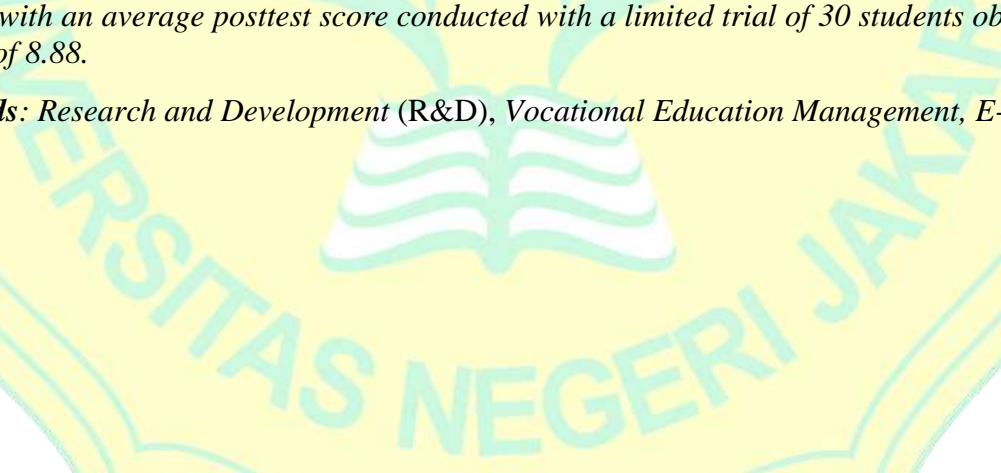 with an average posttest score conducted with a limited trial of 30 students ob
of 8.88.
ds: Research and Development (R&D), Vocational Education Management, E-
ERSITAS NEGERI JAKAR